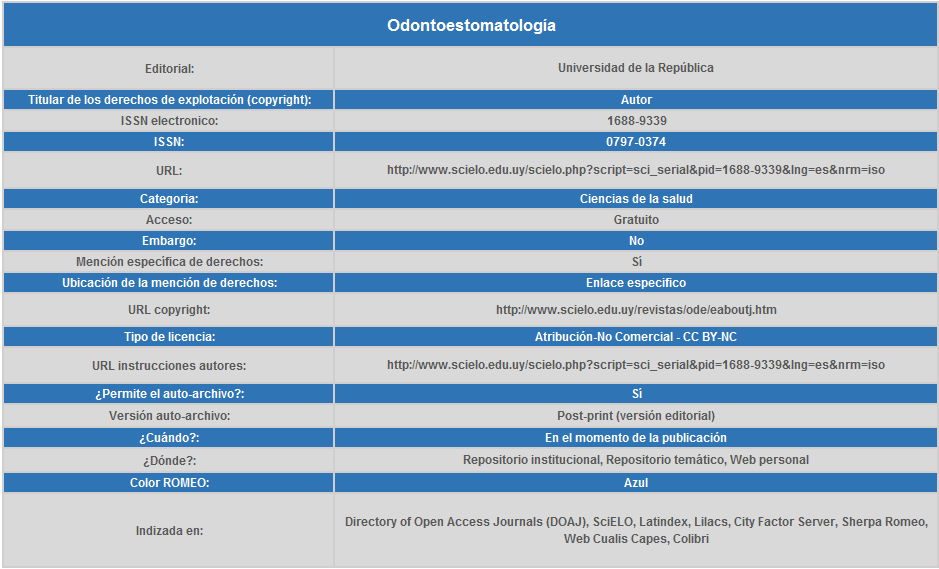 Odontoestomatología
Editorial: Universidad de la República
Titular de los derechos de explotación (copyright): Autor
ISSN electronico: 1688-9339
ISSN: 0797-0374
URL: http://www.scielo.edu.uy/scielo.php?script=sci_serial&pid=1688-9339&lng=es&nrm=iso
Categoria: Ciencias de la salud
Acceso: Gratuito
Embargo: No
Mención específica de derechos: Sí
Ubicación de la mención de derechos: Enlace especifico
URL copyright: http://www.scielo.edu.uy/revistas/ode/eaboutj.htm
Tipo de licencia: Atribución-No Comercial - CC BY-NC
URL instrucciones autores: http://www.scielo.edu.uy/scielo.php?script=sci_serial&pid=1688-9339&lng=es&nrm=iso
¿Permite el auto-archivo?: Sì
Versión auto-archivo: Post-print (versión editorial)
¿Cuándo?: En el momento de la publicación
¿Dónde?: Repositorio institucional, Repositorio temático, Web personal
Color ROMEO: Azul
Indizada en: Directory of Open Access Journals (DOAJ), SciELO, Latindex, Lilacs, City Factor Server, Sherpa Romeo,
Web Cualis Capes, Colibri